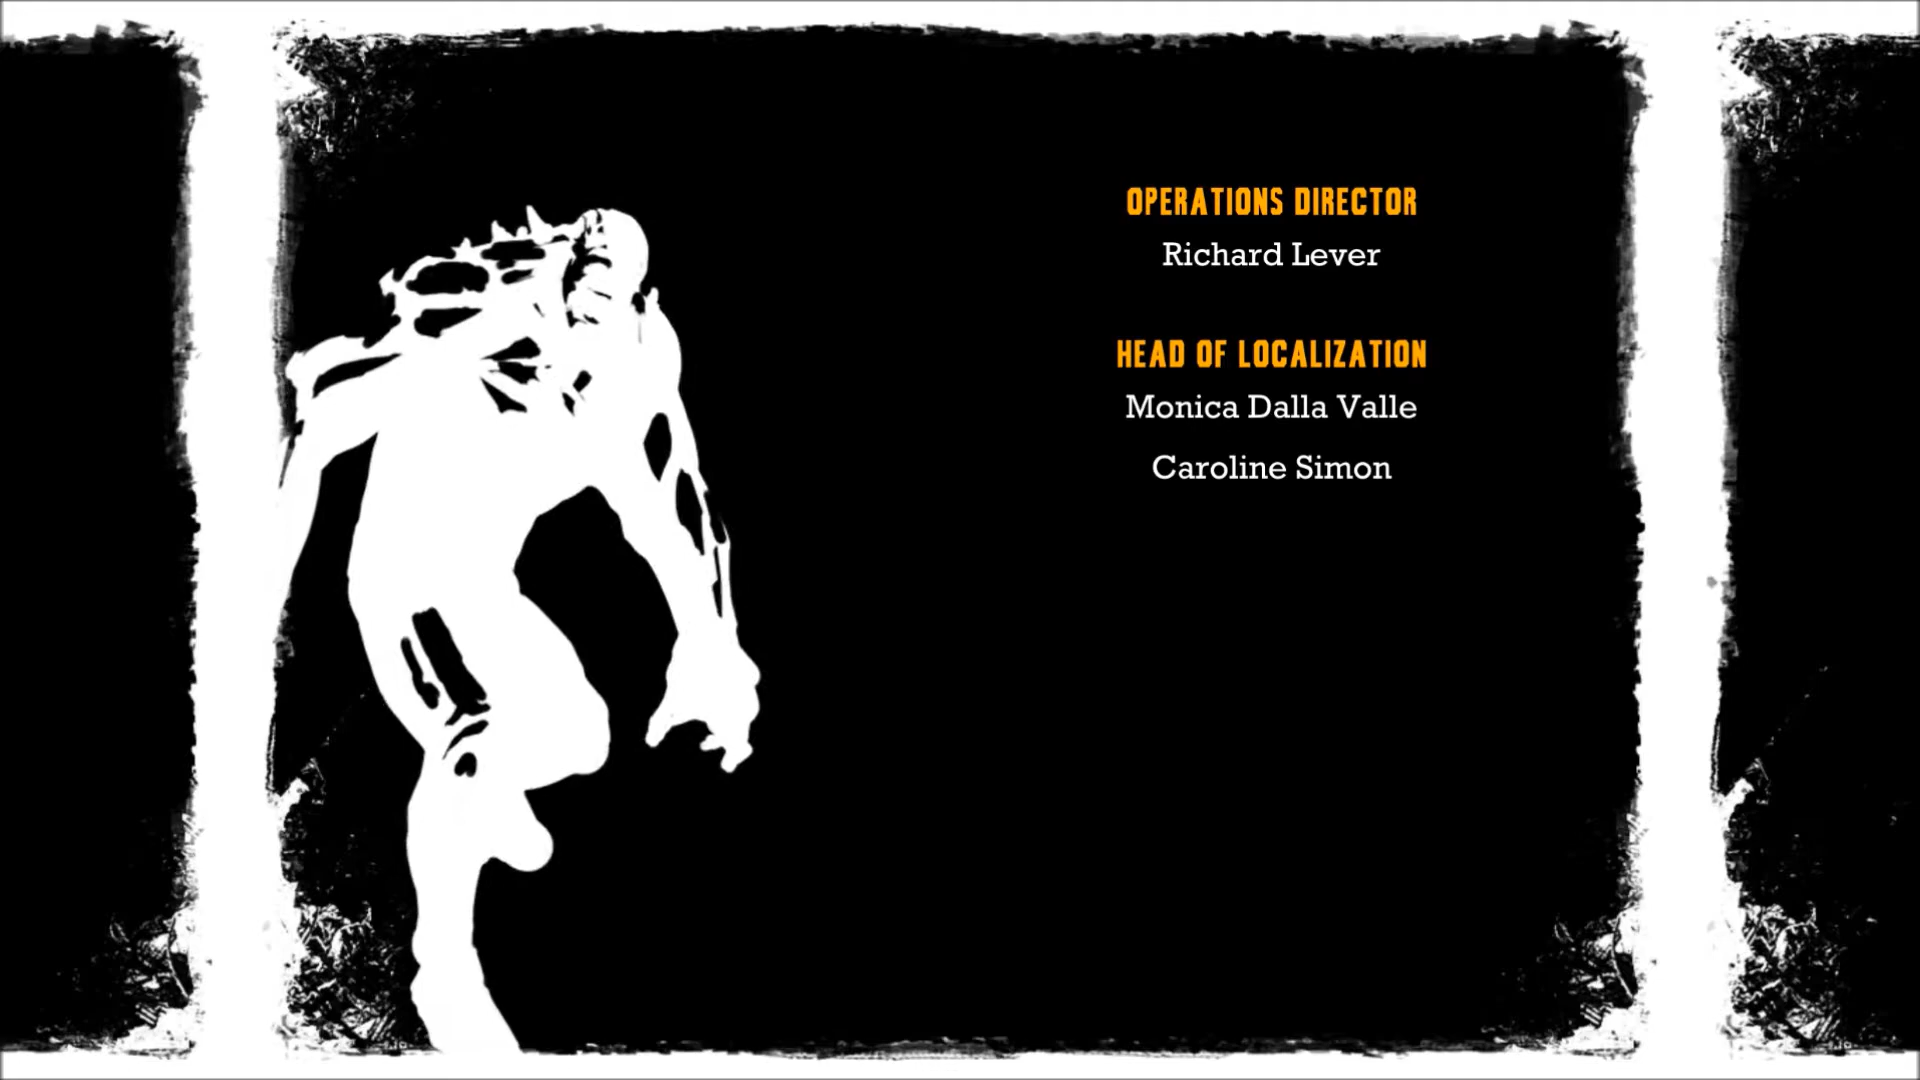 OPERATIONS DIRECTOR
Richard Lever
HEAD OF LOCALIZATION
Monica Dalla Valle
Caroline Simon